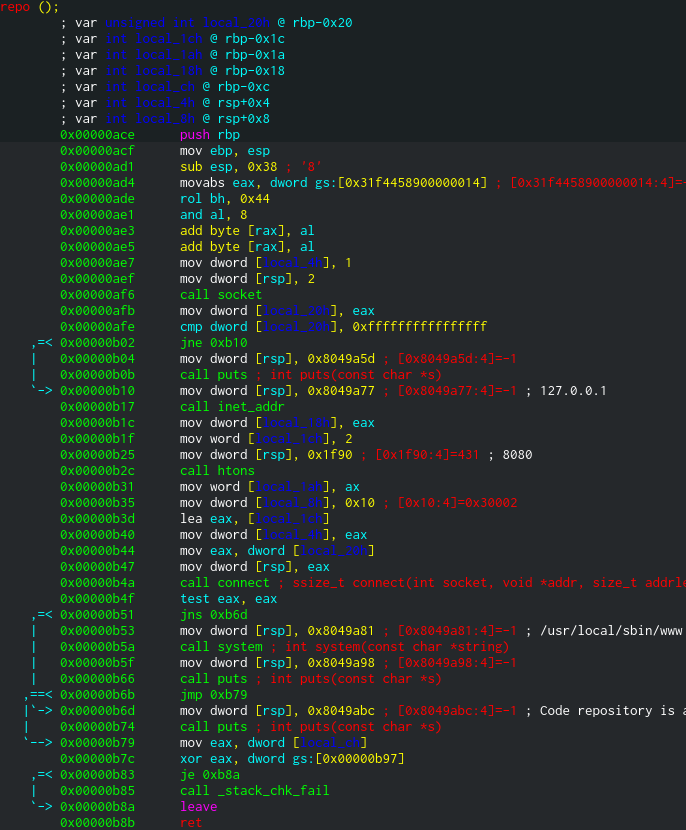 repo ();
; var unsigned int local_20h @ rbp-0x20
; var int local_1ch @ rbp-0x1c
; var int local_1ah @ rbp-0x1a
; var int local_18h @ rbp-0x18
; var int local_ch @ rbp-0xc
; var int local_4h @ rsp+0x4
; var int local_8h @ rsp+0x8
0x00000ace push rbp
0x00000acf mov ebp, esp
0x00000ad1 sub esp, 0x38 ; '8'
0x00000ad4 movabs eax, dword gs:[0x31f4458900000014] ; [0x31f4458900000014:4]=-
0x00000ade rol bh, 0x44
0x00000ae1 and al, 8
0x00000ae3 add byte [rax], al
0x00000ae5 add byte [rax], al
0x00000ae7 mov dword [local_4h], 1
0x00000aef mov dword [rsp], 2
0x00000af6 call socket
0x00000afb mov dword [local_20h], eax
0x00000afe cmp dword [local_20h], 0xffffffffffffffff
,=< 0x00000b02 jne 0xb10
| 0x00000b04 mov dword [rsp], 0x8049a5d ; [0x8049a5d:4]=-1
| 0x00000b0b call puts ; int puts(const char *s)
`-> 0x00000b10 mov dword [rsp], 0x8049a77 ; [0x8049a77:4]=-1 ; 127.0.0.1
0x00000b17 call inet_addr
0x00000b1c mov dword [local_18h], eax
0x00000b1f mov word [local_1ch], 2
0x00000b25 mov dword [rsp], 0x1f90 ; [0x1f90:4]=431 ; 8080
0x00000b2c call htons
0x00000b31 mov word [local_1ah], ax
0x00000b35 mov dword [local_8h], 0x10 ; [0x10:4]=0x30002
0x00000b3d lea eax, [local_1ch]
0x00000b40 mov dword [local_4h], eax
0x00000b44 mov eax, dword [local_20h]
0x00000b47 mov dword [rsp], eax
0x00000b4a call connect ; ssize_t connect(int socket, void *addr, size_t addrle
0x00000b4f test eax, eax
,=< 0x00000b51 jns 0xb6d
| 0x00000b53 mov dword [rsp], 0x8049a81 ; [0x8049a81:4]=-1 ; /usr/local/sbin/www
| 0x00000b5a call system ; int system(const char *string)
| 0x00000b5f mov dword [rsp], 0x8049a98 ; [0x8049a98:4]=-1
| 0x00000b66 call puts ; int puts(const char *s)
,==< 0x00000b6b jmp 0xb79
|`-> 0x00000b6d mov dword [rsp], 0x8049abc ; [0x8049abc:4]=-1 ; Code repository is a
| 0x00000b74 call puts ; int puts(const char *s)
`--> 0x00000b79 mov eax, dword [local_ch]
0x00000b7c xor eax, dword gs:[0x00000b97]
,=< 0x00000b83 je 0xb8a
| 0x00000b85 call _stack_chk_fail
`-> 0x00000b8a leave
0x00000b8b ret